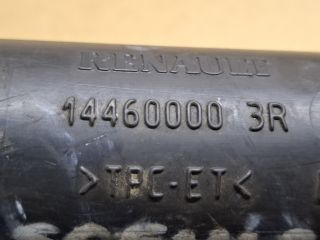 RENAULT
14460000 3R
>TPC-ET<